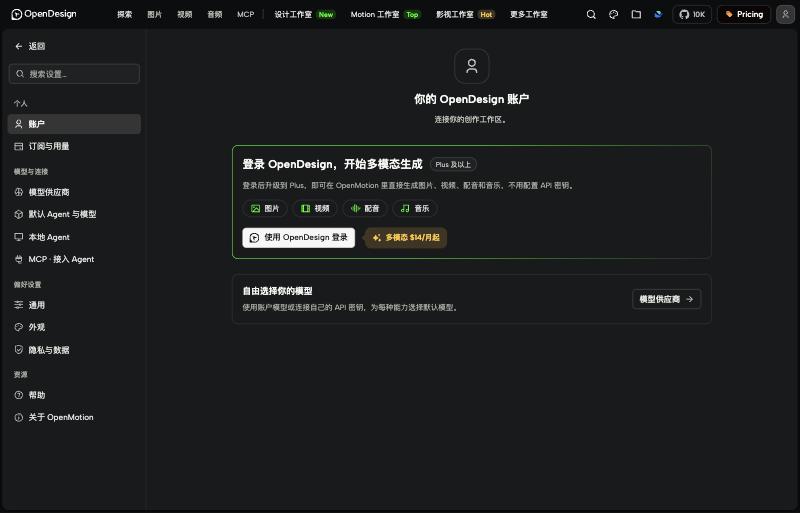 OpenDesign
探索
图片
视频
音频
MCP
设计工作室 New
Motion 工作室 Top
影视工作室 Hot
更多工作室
10K
Pricing
返回
搜索设置...
个人
账户
订阅与用量
模型与连接
模型供应商
默认 Agent 与模型
本地 Agent
MCP · 接入 Agent
偏好设置
通用
外观
隐私与数据
资源
帮助
关于 OpenMotion
你的 OpenDesign 账户
连接你的创作工作区。
登录 OpenDesign，开始多模态生成 Plus 及以上
登录后升级到 Plus，即可在 OpenMotion 里直接生成图片、视频、配音和音乐，不用配置 API 密钥。
图片
视频
配音
音乐
使用 OpenDesign 登录
多模态 $14/月起
自由选择你的模型
使用账户模型或连接自己的 API 密钥，为每种能力选择默认模型。
模型供应商